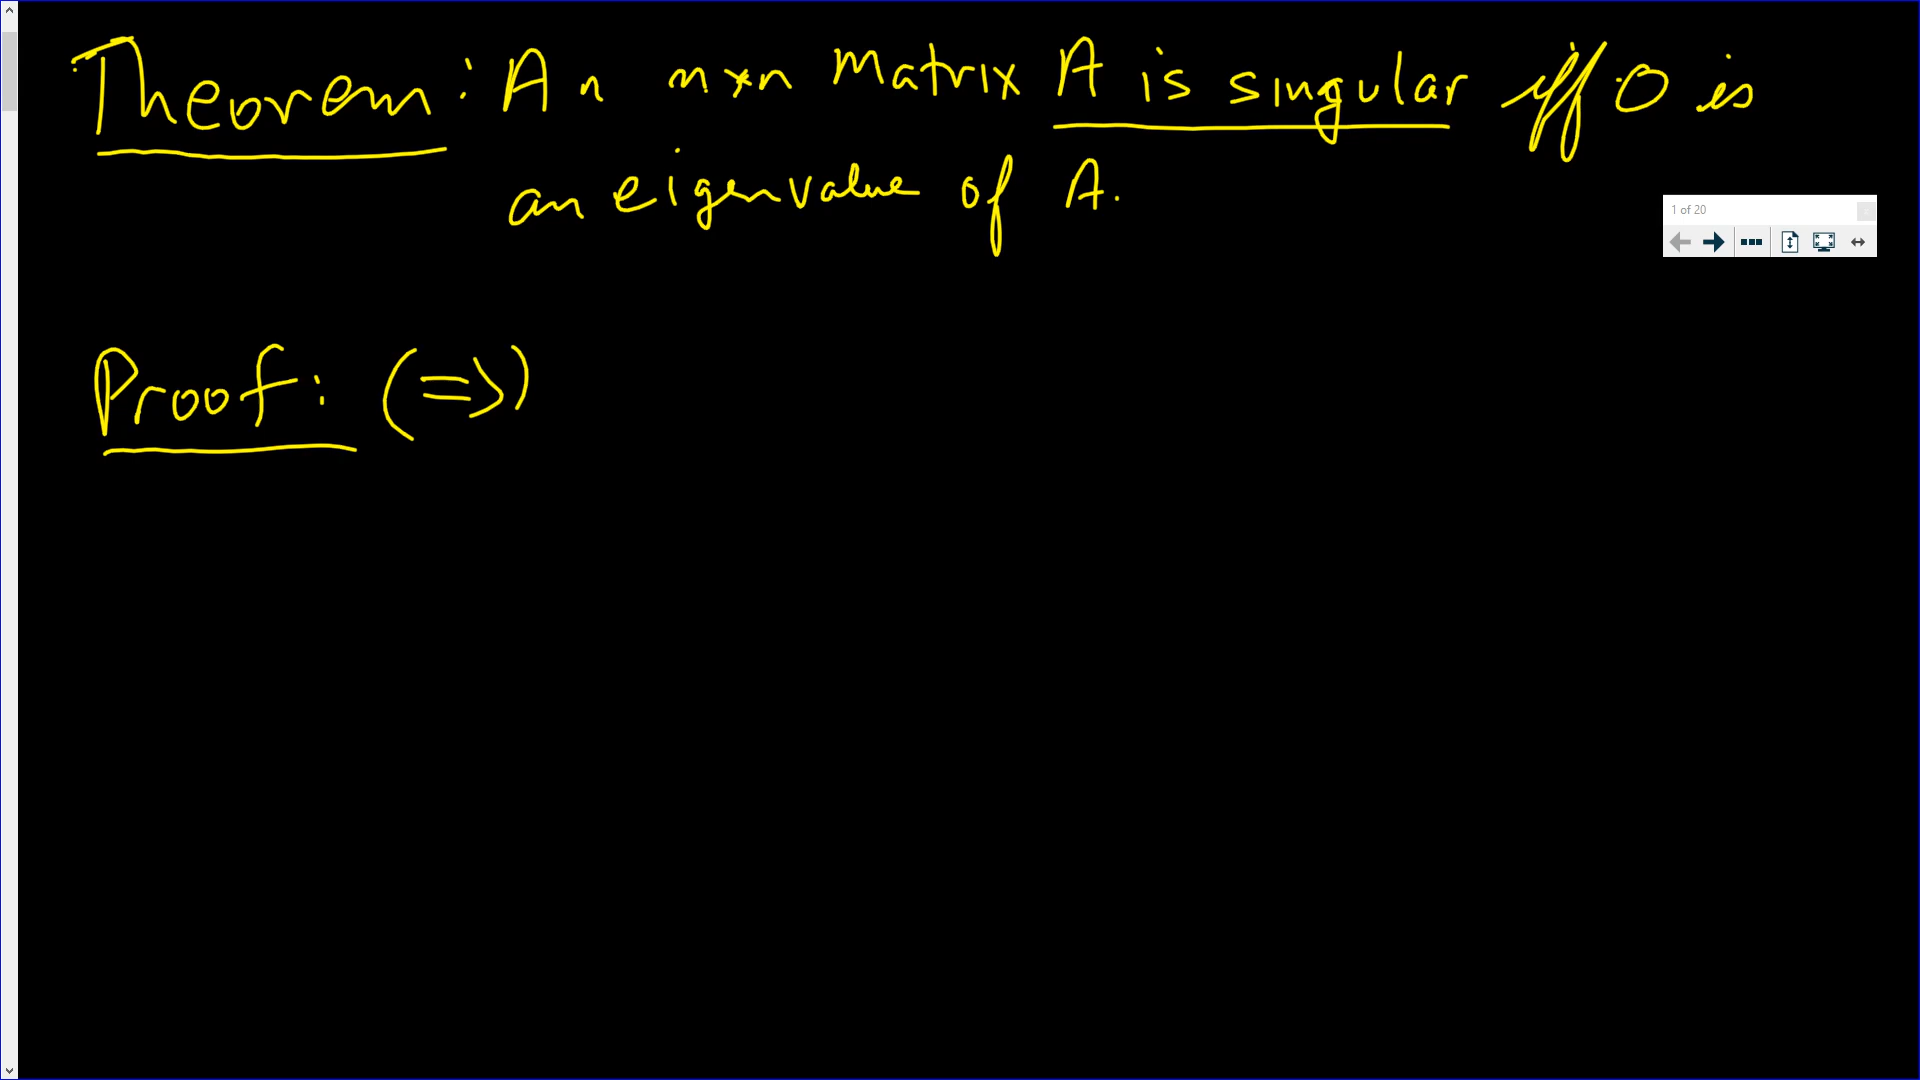 Theorem: An n×n Matrix A is singular iff 0 is
an eigenvalue of A.
1 of 20
Proof: (=>)